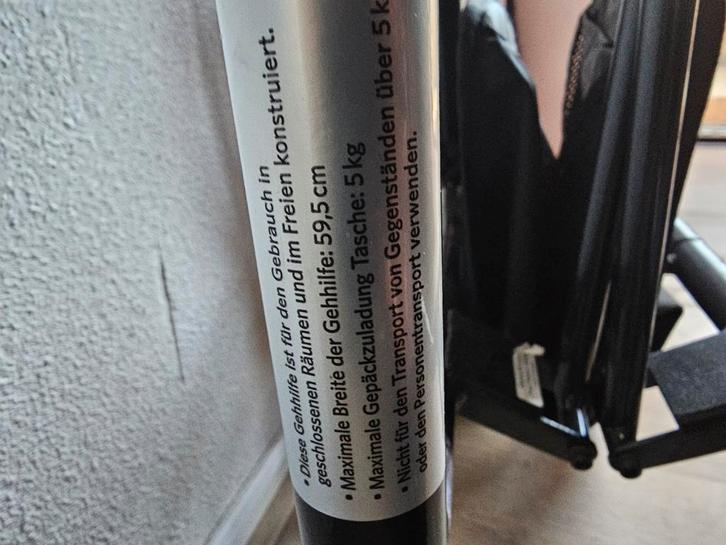 • Diese Gehhilfe ist für den Gebrauch in
geschlossenen Räumen und im Freien konstruiert.
• Maximale Breite der Gehhilfe: 59,5 cm
• Maximale Gepäckzuladung Tasche: 5 kg
• Nicht für den Transport von Gegenständen über 5 k
oder den Personentransport verwenden.